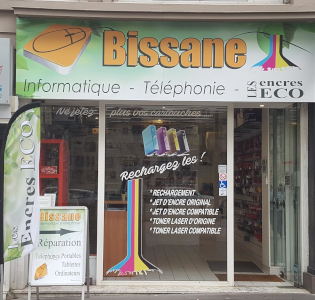 Bissane
Informatique - Téléphonie -
LES encres
ECO
Ne jetez plus vos cartouches...
Rechargez les !
* RECHARGEMENT
* JET D'ENCRE ORIGINAL
* JET D'ENCRE COMPATIBLE
* TONER LASER D'ORIGINE
* TONER LASER COMPATIBLE
Les Encres ECO
Bissane
Réparation
Téléphones Portables
Tablettes
Ordinateurs